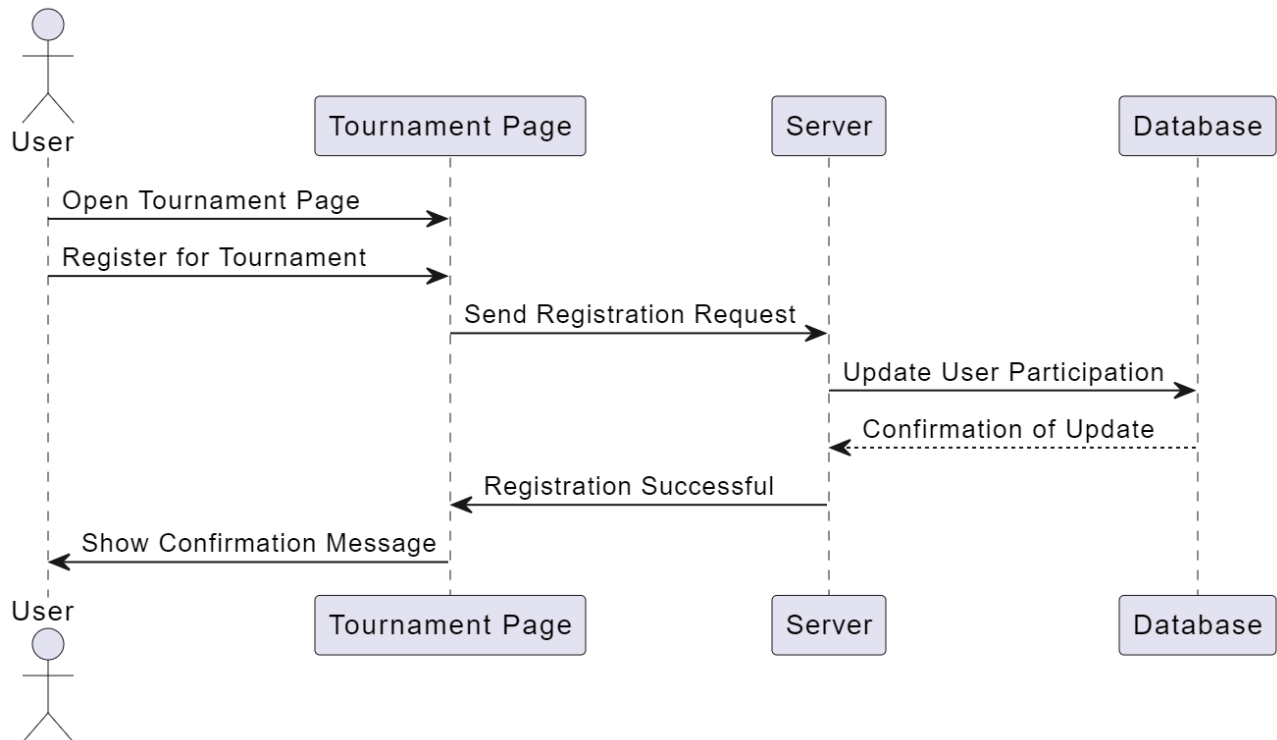 User
Tournament Page
Server
Database
Open Tournament Page
Register for Tournament
Send Registration Request
Update User Participation
Confirmation of Update
Registration Successful
Show Confirmation Message
User
Tournament Page
Server
Database